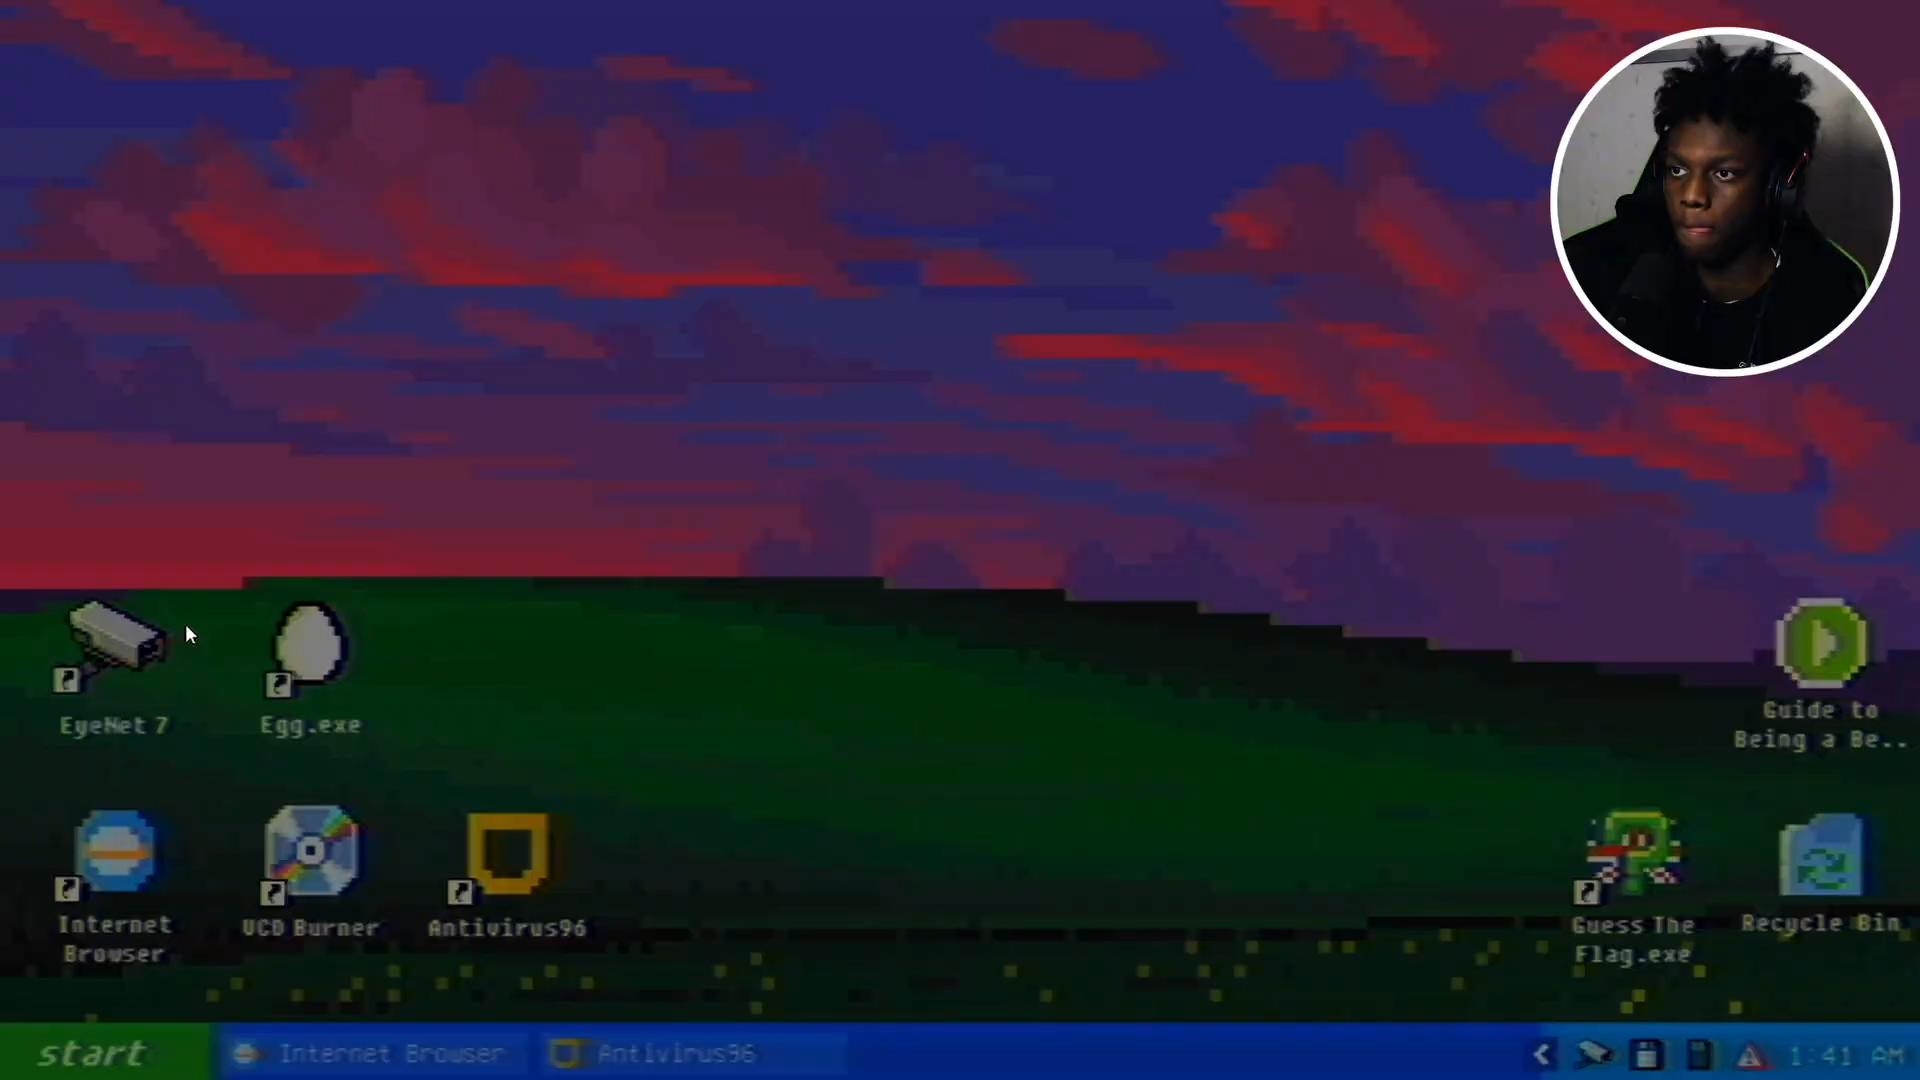 EyeNet 7
Egg.exe
Guide to
Being a Be..
Internet
Browser
VCD Burner
Antivirus96
Guess The
Flag.exe
Recycle Bin
start
Internet Browser
Antivirus96
1:41 AM